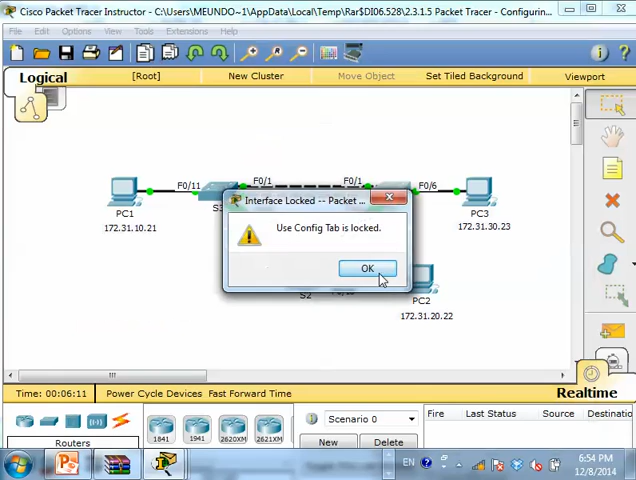 Cisco Packet Tracer Instructor - C:\Users\MEUNDO~1\AppData\Local\Temp\Rar$DI06.528\2.3.1.5 Packet Tracer - Configurin...
File Edit Options View Tools Extensions Help
Logical [Root] New Cluster Move Object Set Tiled Background Viewport
F0/11 F0/1 F0/1 F0/6
PC1
172.31.10.21
PC3
172.31.30.23
Interface Locked -- Packet ...
Use Config Tab is locked.
OK
S2
PC2
172.31.20.22
Time: 00:06:11 Power Cycle Devices Fast Forward Time Realtime
Routers
1841 1941 2620XM 2621XM
Scenario 0
New Delete
Fire Last Status Source Destinatio
EN
6:54 PM
12/8/2014